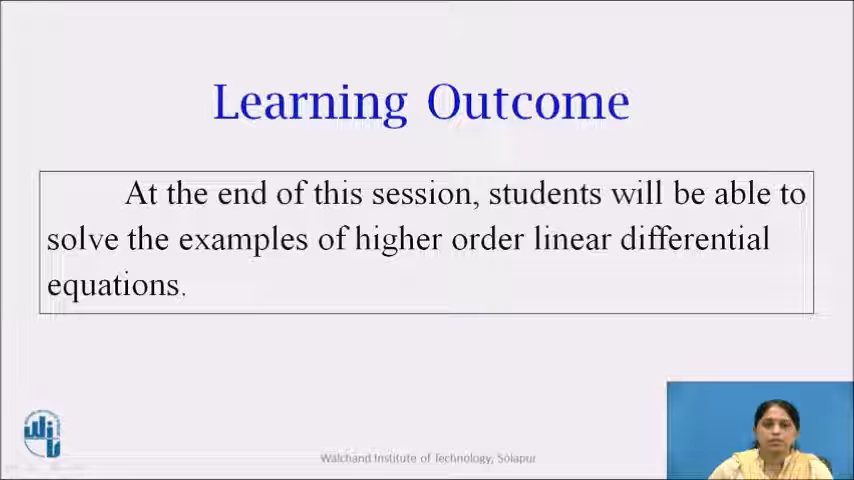 Learning Outcome
At the end of this session, students will be able to
solve the examples of higher order linear differential
equations.
Walchand Institute of Technology, Solapur